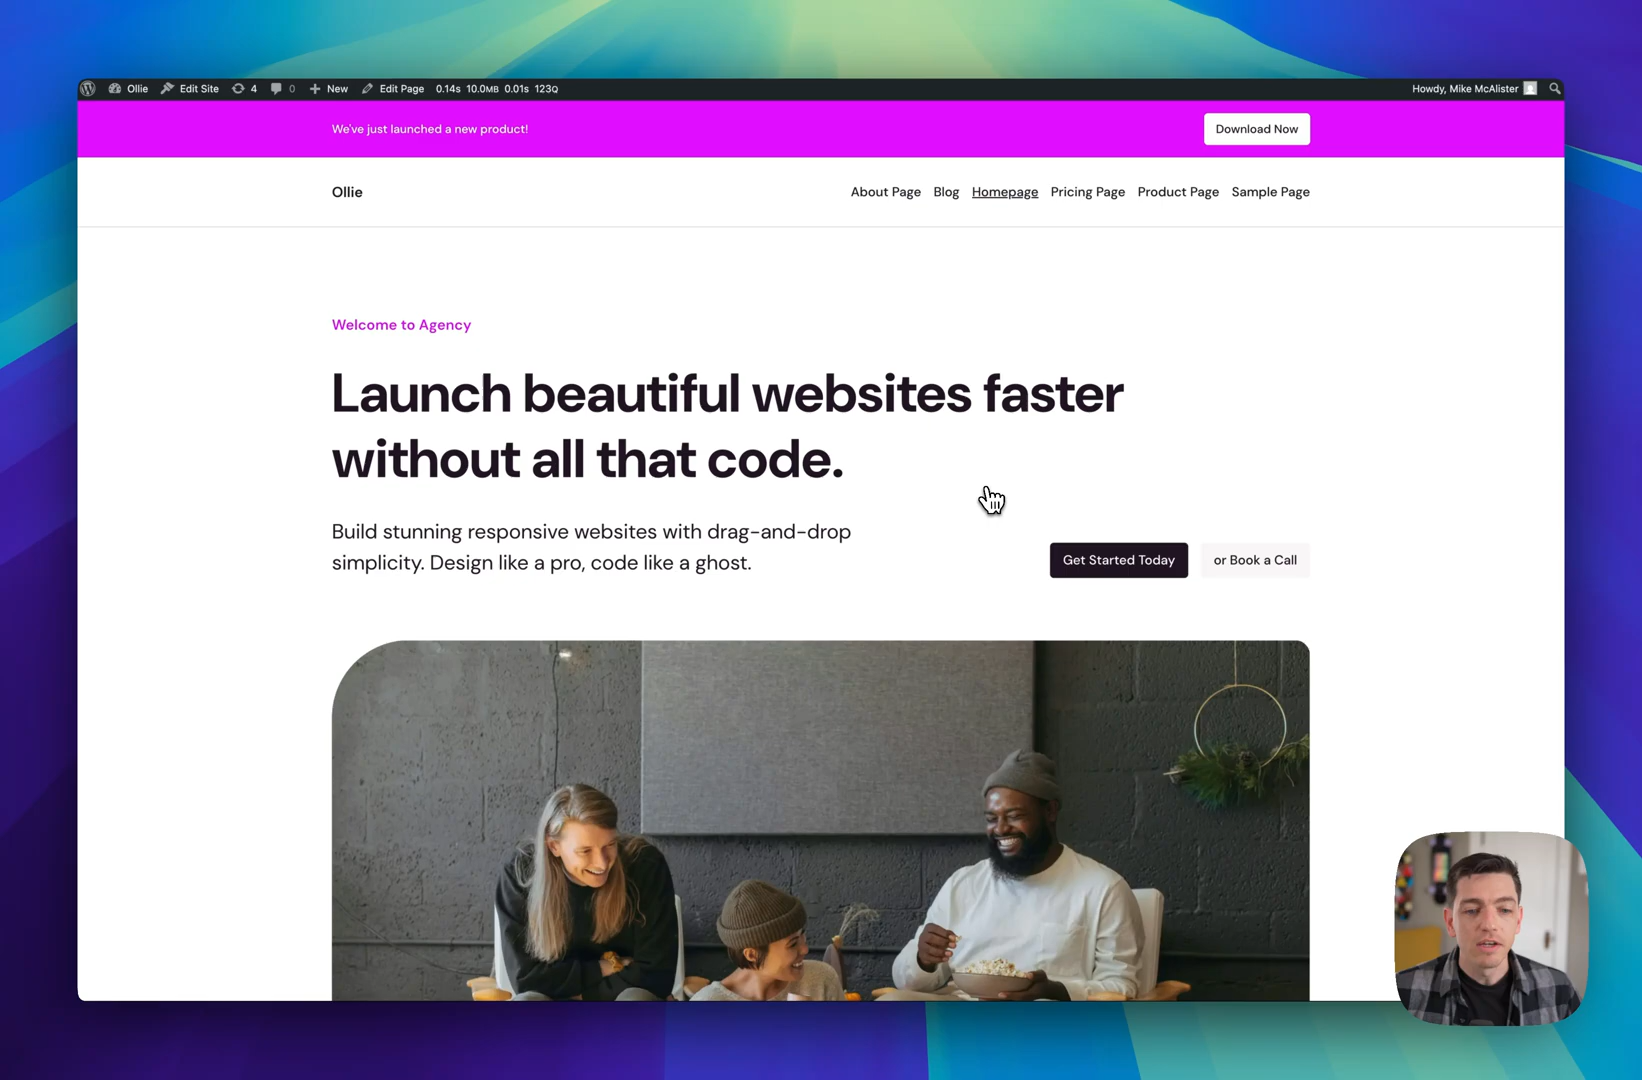 Ollie Edit Site 4 0 New Edit Page 0.14s 10.0MB 0.01s 123Q Howdy, Mike McAlister
We've just launched a new product! Download Now
Ollie About Page Blog Homepage Pricing Page Product Page Sample Page
Welcome to Agency
Launch beautiful websites faster
without all that code.
Build stunning responsive websites with drag-and-drop
simplicity. Design like a pro, code like a ghost.
Get Started Today or Book a Call